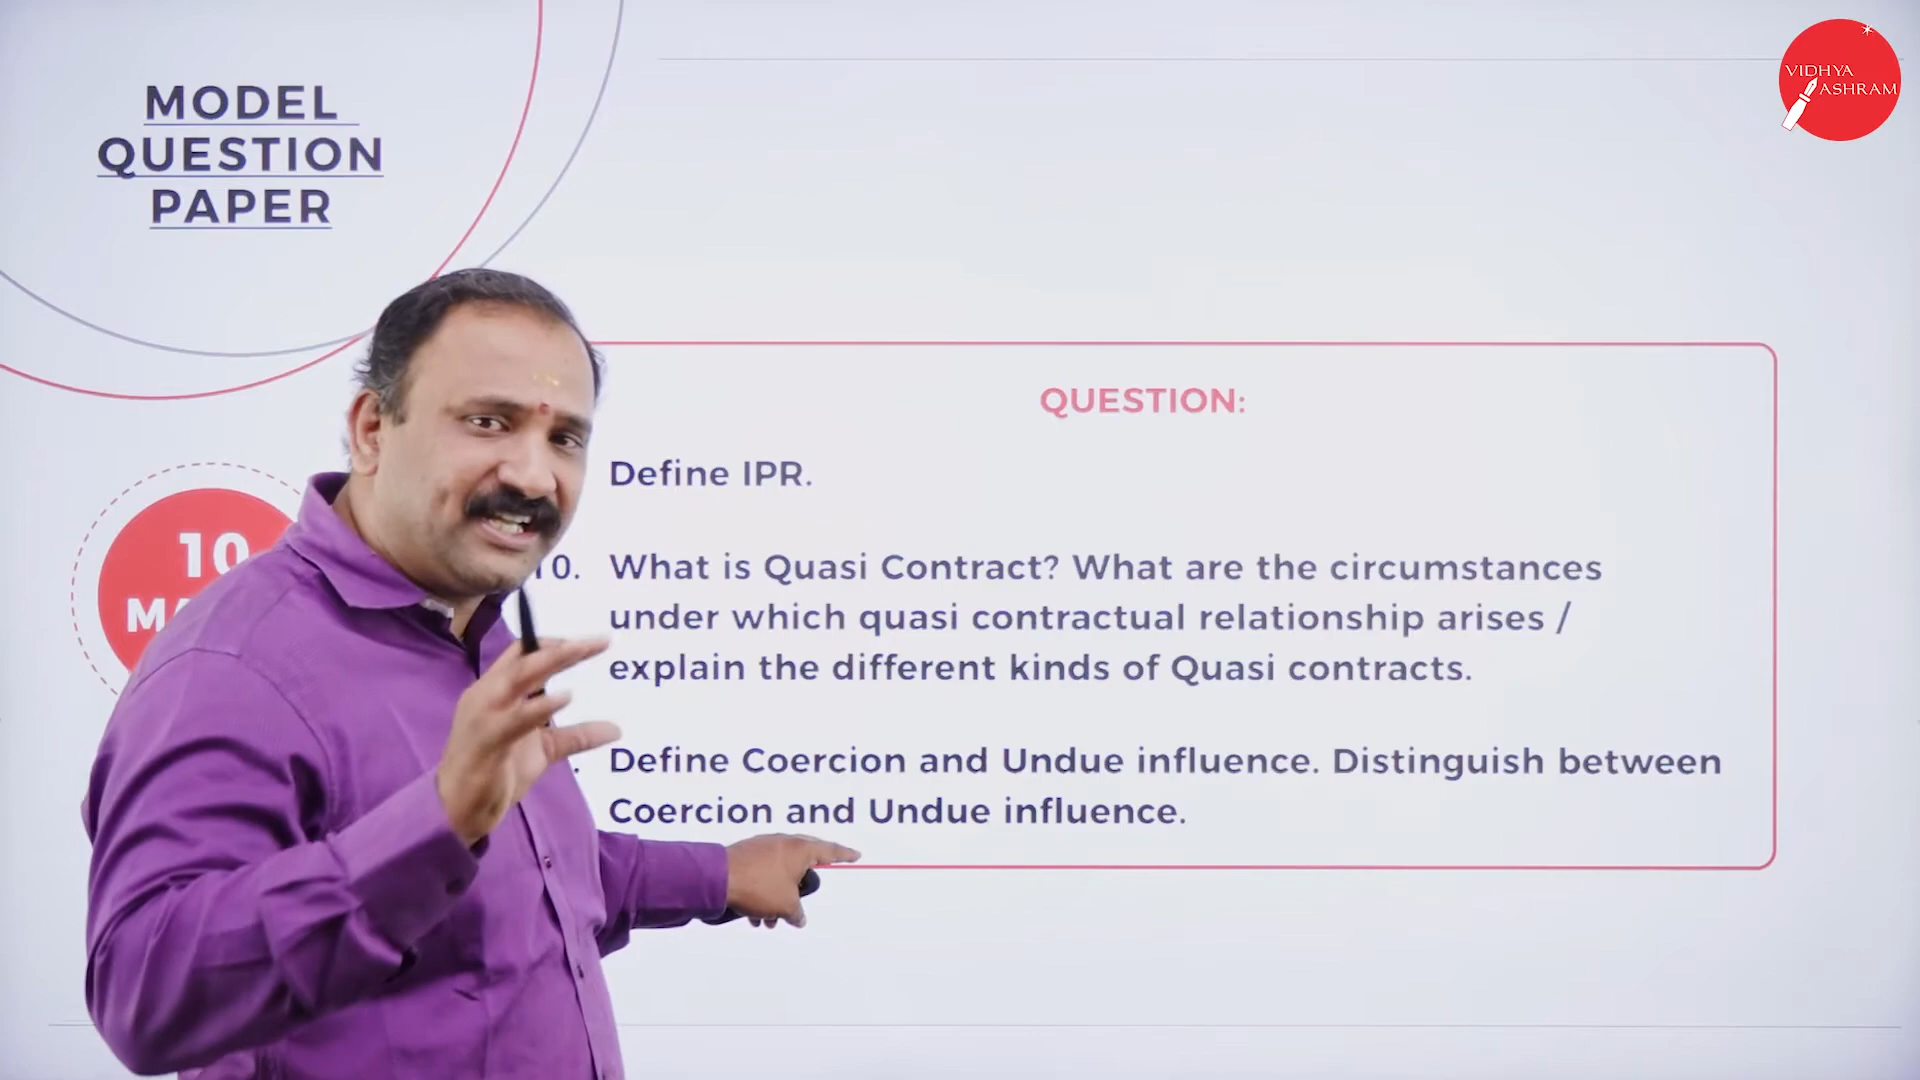 MODEL
QUESTION
PAPER
VIDHYA
ASHRAM
QUESTION:
Define IPR.
10
10. What is Quasi Contract? What are the circumstances
under which quasi contractual relationship arises /
explain the different kinds of Quasi contracts.
Define Coercion and Undue influence. Distinguish between
Coercion and Undue influence.